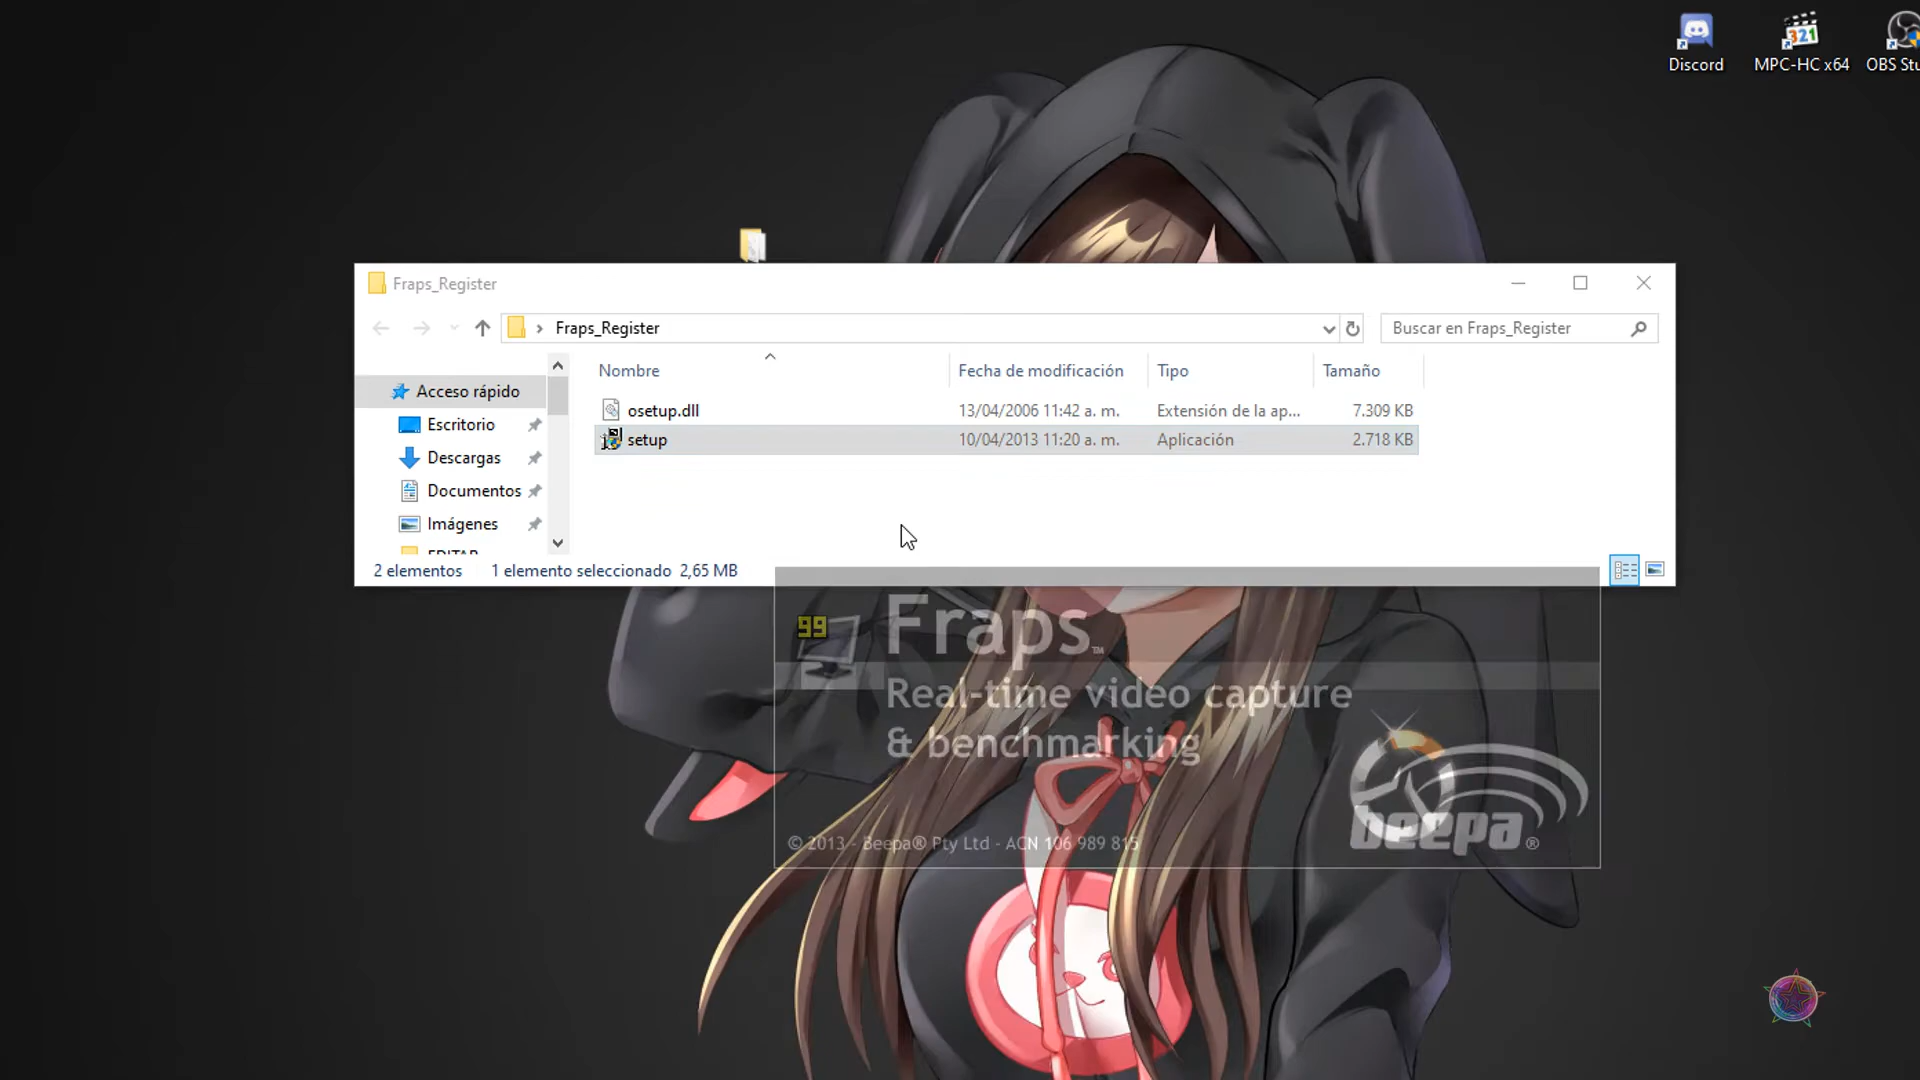 Discord
MPC-HC x64
OBS Stu
Fraps_Register
Fraps_Register
Buscar en Fraps_Register
Nombre
Fecha de modificación
Tipo
Tamaño
Acceso rápido
Escritorio
Descargas
Documentos
Imágenes
EDITAR
osetup.dll
13/04/2006 11:42 a. m.
Extensión de la ap...
7.309 KB
setup
10/04/2013 11:20 a. m.
Aplicación
2.718 KB
2 elementos
1 elemento seleccionado 2,65 MB
99
Fraps™
Real-time video capture
& benchmarking
beepa®
© 2013 - Beepa® Pty Ltd - ACN 106 989 815
321